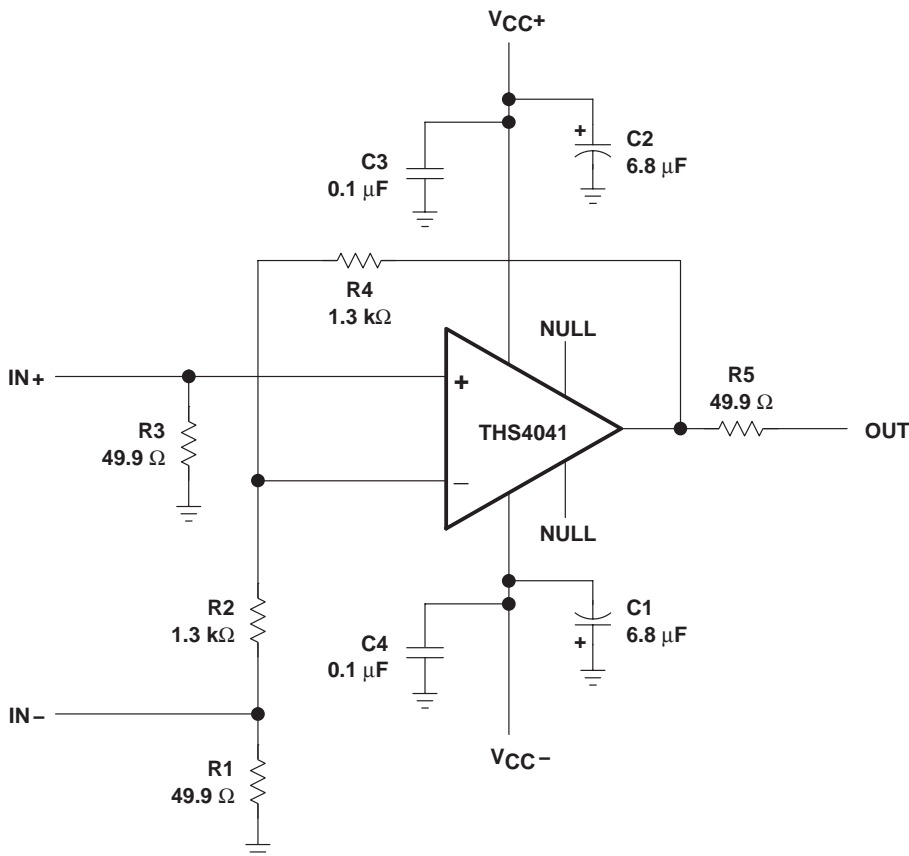 VCC+
C3
0.1 μF
+
C2
6.8 μF
R4
1.3 kΩ
NULL
IN+
+
R5
49.9 Ω
R3
49.9 Ω
THS4041
OUT
−
NULL
R2
1.3 kΩ
C4
0.1 μF
C1
6.8 μF
+
IN−
VCC−
R1
49.9 Ω